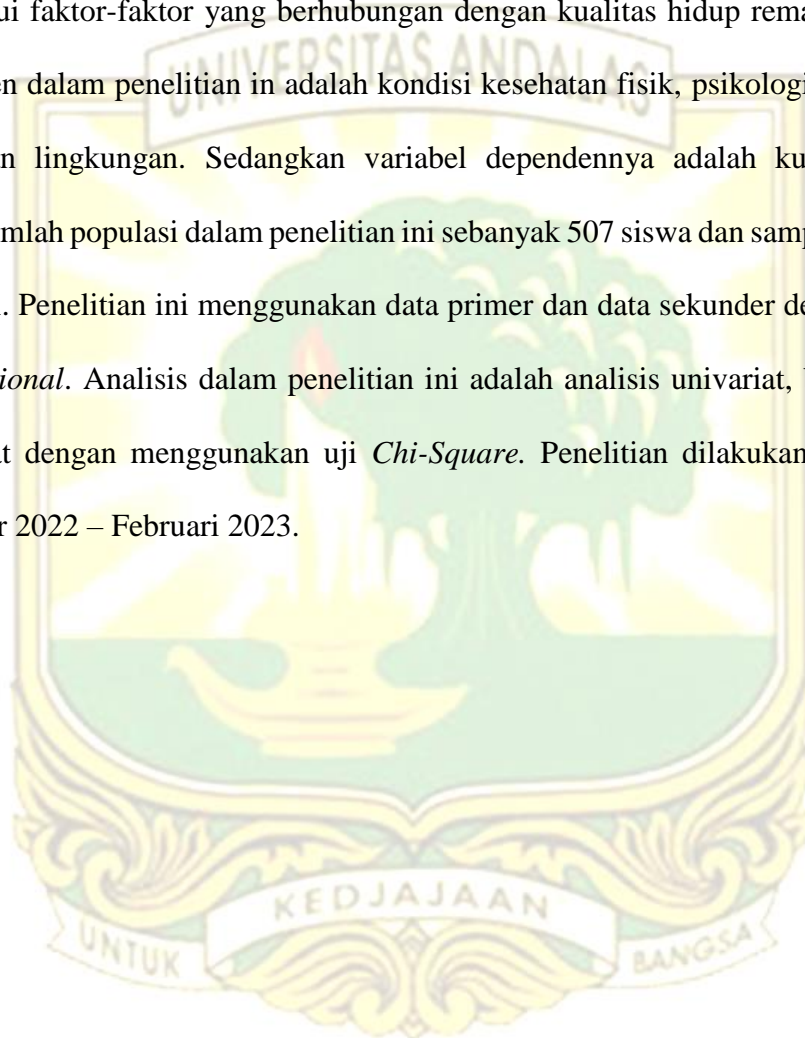 ui faktor-faktor yang berhubungan dengan kualitas hidup rema
en dalam penelitian in adalah kondisi kesehatan fisik, psikologi
n lingkungan. Sedangkan variabel dependennya adalah ku
mlah populasi dalam penelitian ini sebanyak 507 siswa dan samp
. Penelitian ini menggunakan data primer dan data sekunder de
ional. Analisis dalam penelitian ini adalah analisis univariat,
t dengan menggunakan uji Chi-Square. Penelitian dilakukan
r 2022 – Februari 2023.
UNIVERSITAS ANDALAS
KEDJAJAAN
UNTUK BANGSA